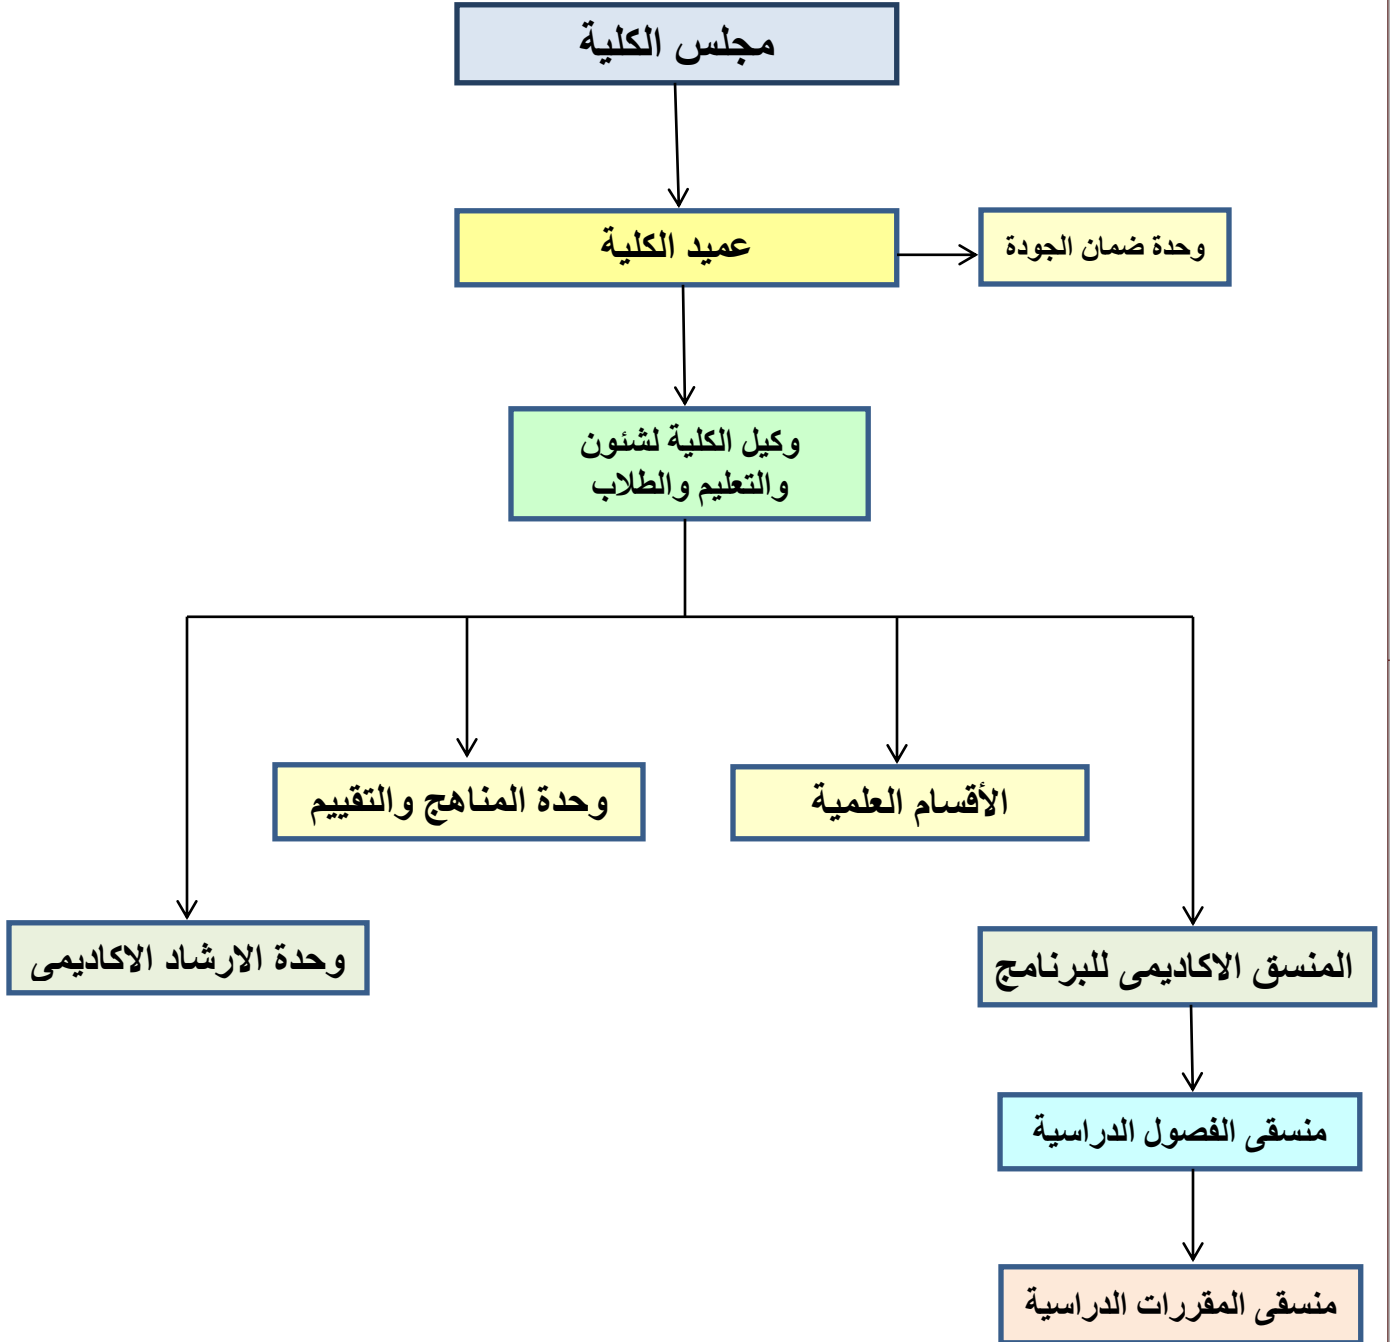 مجلس الكلية
عميد الكلية
وحدة ضمان الجودة
وكيل الكلية لشئون
والتعليم والطلاب
الأقسام العلمية
وحدة المناهج والتقييم
المنسق الاكاديمى للبرنامج
وحدة الارشاد الاكاديمى
منسقى الفصول الدراسية
منسقى المقررات الدراسية